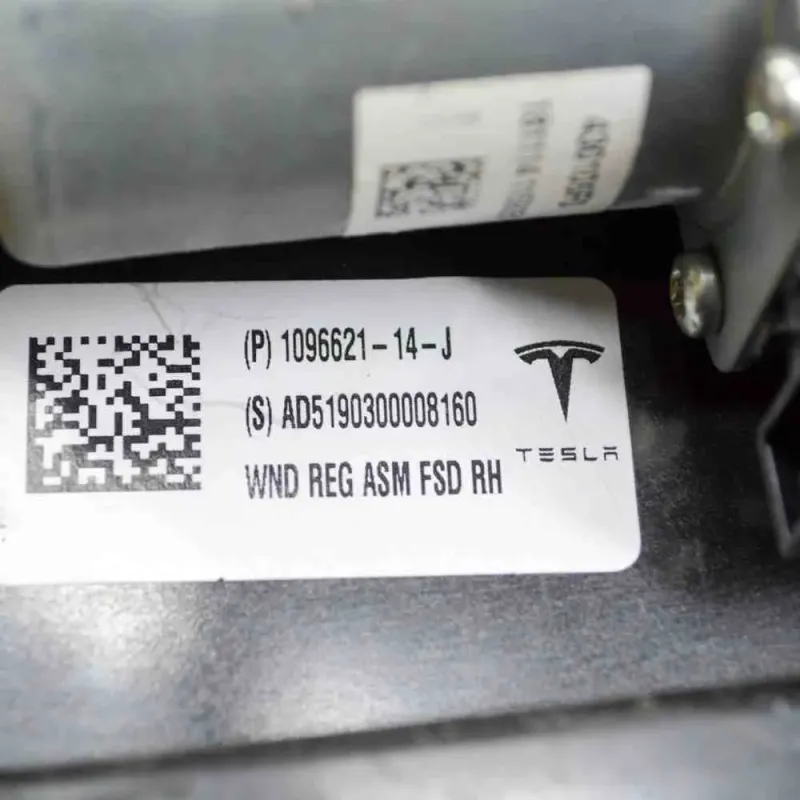 (P) 1096621-14-J
(S) AD5190300008160
WND REG ASM FSD RH
TESLA